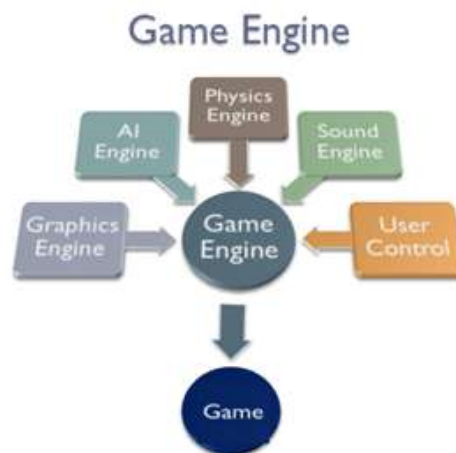 Game Engine
Physics
Engine
AI
Engine
Sound
Engine
Graphics
Engine
Game
Engine
User
Control
Game